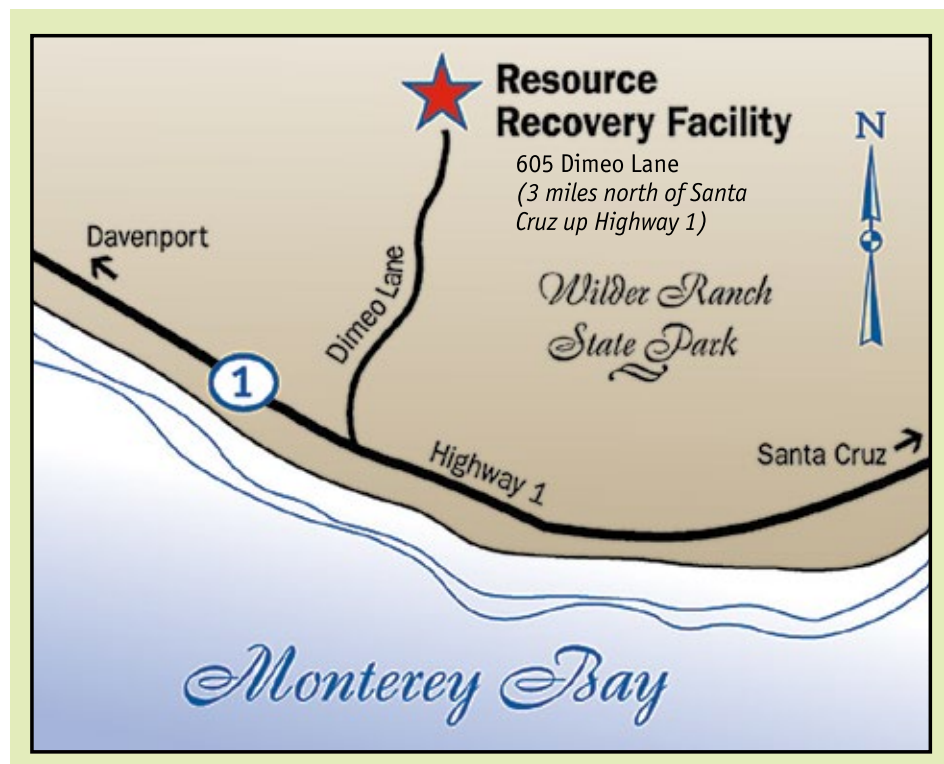 Resource
Recovery Facility
N
605 Dimeo Lane
(3 miles north of Santa
Cruz up Highway 1)
Davenport
Dimeo Lane
Wilder Ranch
State Park
1
Highway 1
Santa Cruz
Monterey Bay